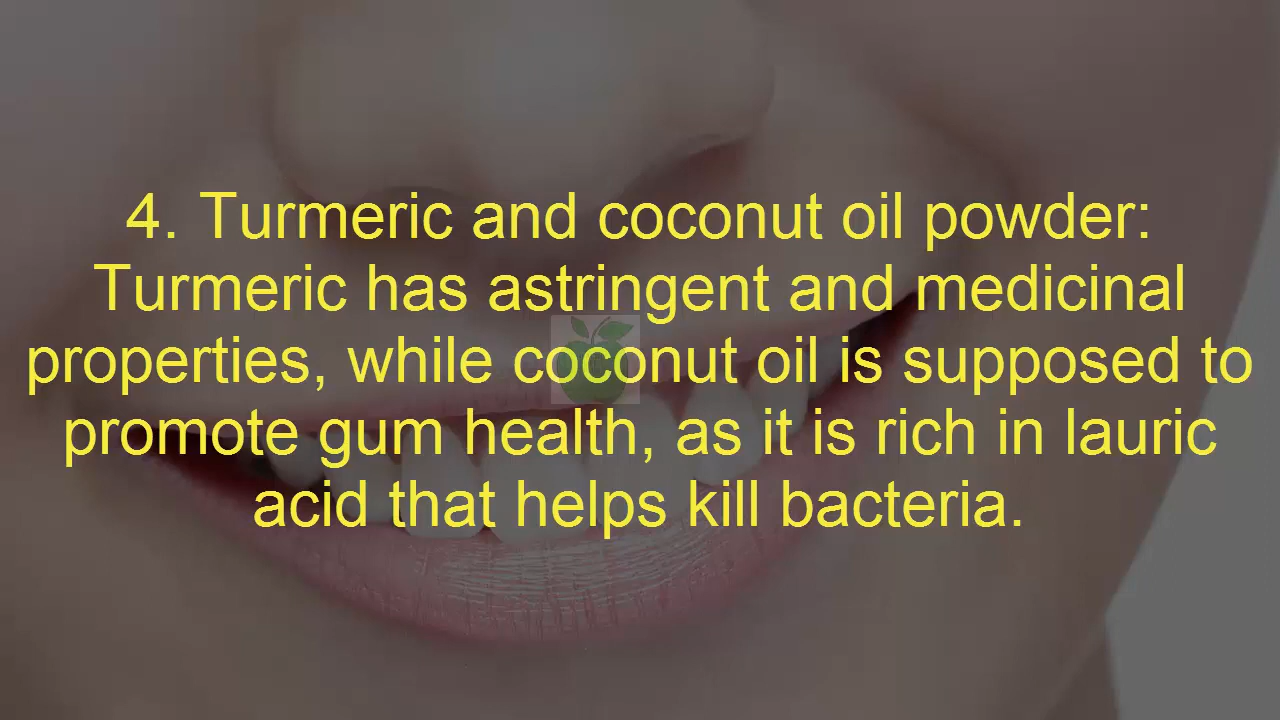 4. Turmeric and coconut oil powder:
Turmeric has astringent and medicinal
properties, while coconut oil is supposed to
promote gum health, as it is rich in lauric
acid that helps kill bacteria.